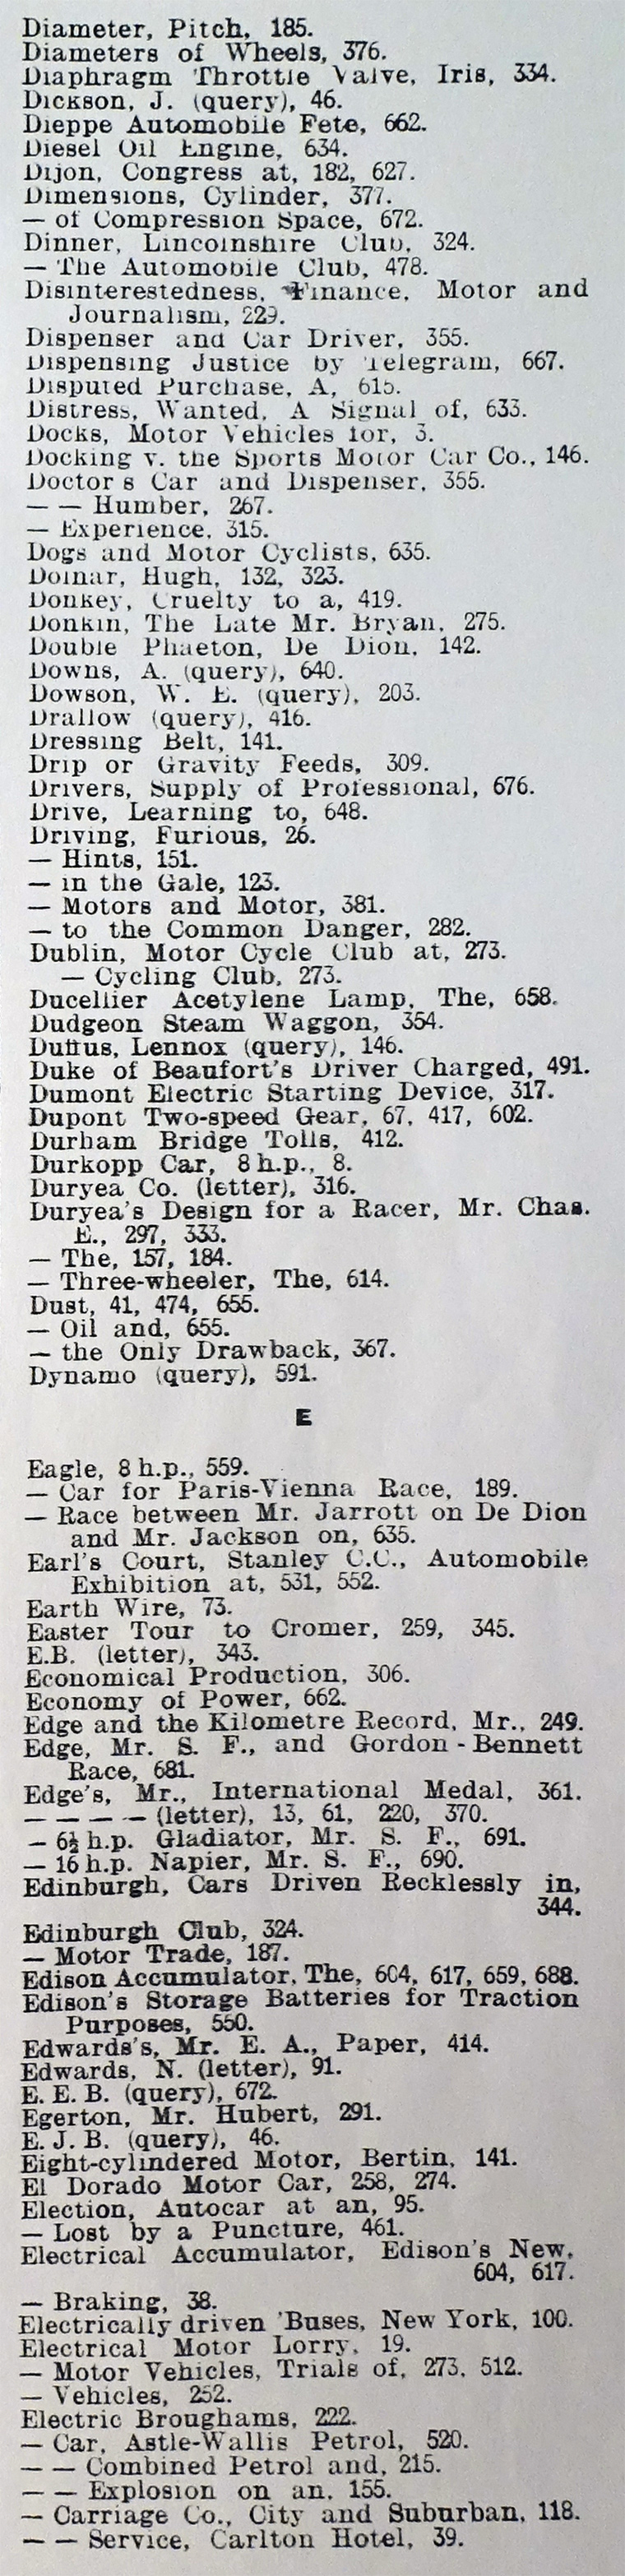 Diameter, Pitch, 185.
Diameters of Wheels, 376.
Diaphragm Throttle Valve, Iris, 334.
Dickson, J. (query), 46.
Dieppe Automobile Fete, 662.
Diesel Oil Engine, 634.
Dijon, Congress at, 182, 627.
Dimensions, Cylinder, 377.
— of Compression Space, 672.
Dinner, Lincolnshire Club, 324.
— The Automobile Club, 478.
Disinterestedness, Finance, Motor and
Journalism, 229.
Dispenser and Car Driver, 355.
Dispensing Justice by Telegram, 667.
Disputed Purchase, A, 615.
Distress, Wanted, A Signal of, 633.
Docks, Motor Vehicles for, 3.
Docking v. the Sports Motor Car Co., 146.
Doctor s Car and Dispenser, 355.
— — Humber, 267.
— Experience, 315.
Dogs and Motor Cyclists, 635.
Dolnar, Hugh, 132, 323.
Donkey, Cruelty to a, 419.
Donkin, The Late Mr. Bryan, 275.
Double Phaeton, De Dion, 142.
Downs, A. (query), 640.
Dowson, W. E. (query), 203.
Drallow (query), 416.
Dressing Belt, 141.
Drip or Gravity Feeds, 309.
Drivers, Supply of Professional, 676.
Drive, Learning to, 648.
Driving, Furious, 26.
— Hints, 151.
— in the Gale, 123.
— Motors and Motor, 381.
— to the Common Danger, 282.
Dublin, Motor Cycle Club at, 273.
— Cycling Club, 273.
Ducellier Acetylene Lamp, The, 658.
Dudgeon Steam Waggon, 354.
Duffus, Lennox (query), 146.
Duke of Beaufort's Driver Charged, 491.
Dumont Electric Starting Device, 317.
Dupont Two-speed Gear, 67, 417, 602.
Durham Bridge Tolls, 412.
Durkopp Car, 8 h.p., 8.
Duryea Co. (letter), 316.
Duryea's Design for a Racer, Mr. Chas.
E., 297, 333.
— The, 157, 184.
— Three-wheeler, The, 614.
Dust, 41, 474, 655.
— Oil and, 655.
— the Only Drawback, 367.
Dynamo (query), 591.
E
Eagle, 8 h.p., 559.
— Car for Paris-Vienna Race, 189.
— Race between Mr. Jarrott on De Dion
and Mr. Jackson on, 635.
Earl's Court, Stanley C.C., Automobile
Exhibition at, 531, 552.
Earth Wire, 73.
Easter Tour to Cromer, 259, 345.
E.B. (letter), 343.
Economical Production, 306.
Economy of Power, 662.
Edge and the Kilometre Record, Mr., 249.
Edge, Mr. S. F., and Gordon-Bennett
Race, 681.
Edge's, Mr., International Medal, 361.
— — — — (letter), 13, 61, 220, 370.
— 6½ h.p. Gladiator, Mr. S. F., 691.
— 16 h.p. Napier, Mr. S. F., 690.
Edinburgh, Cars Driven Recklessly in,
344.
Edinburgh Club, 324.
— Motor Trade, 187.
Edison Accumulator, The, 604, 617, 659, 688.
Edison's Storage Batteries for Traction
Purposes, 550.
Edwards's, Mr. E. A., Paper, 414.
Edwards, N. (letter), 91.
E. E. B. (query), 672.
Egerton, Mr. Hubert, 291.
E. J. B. (query), 46.
Eight-cylindered Motor, Bertin, 141.
El Dorado Motor Car, 258, 274.
Election, Autocar at an, 95.
— Lost by a Puncture, 461.
Electrical Accumulator, Edison's New,
604, 617.
— Braking, 38.
Electrically driven 'Buses, New York, 100.
Electrical Motor Lorry, 19.
— Motor Vehicles, Trials of, 273, 512.
— Vehicles, 252.
Electric Broughams, 222.
— Car, Astle-Wallis Petrol, 520.
— — Combined Petrol and, 215.
— — Explosion on an, 155.
— Carriage Co., City and Suburban, 118.
— — Service, Carlton Hotel, 39.